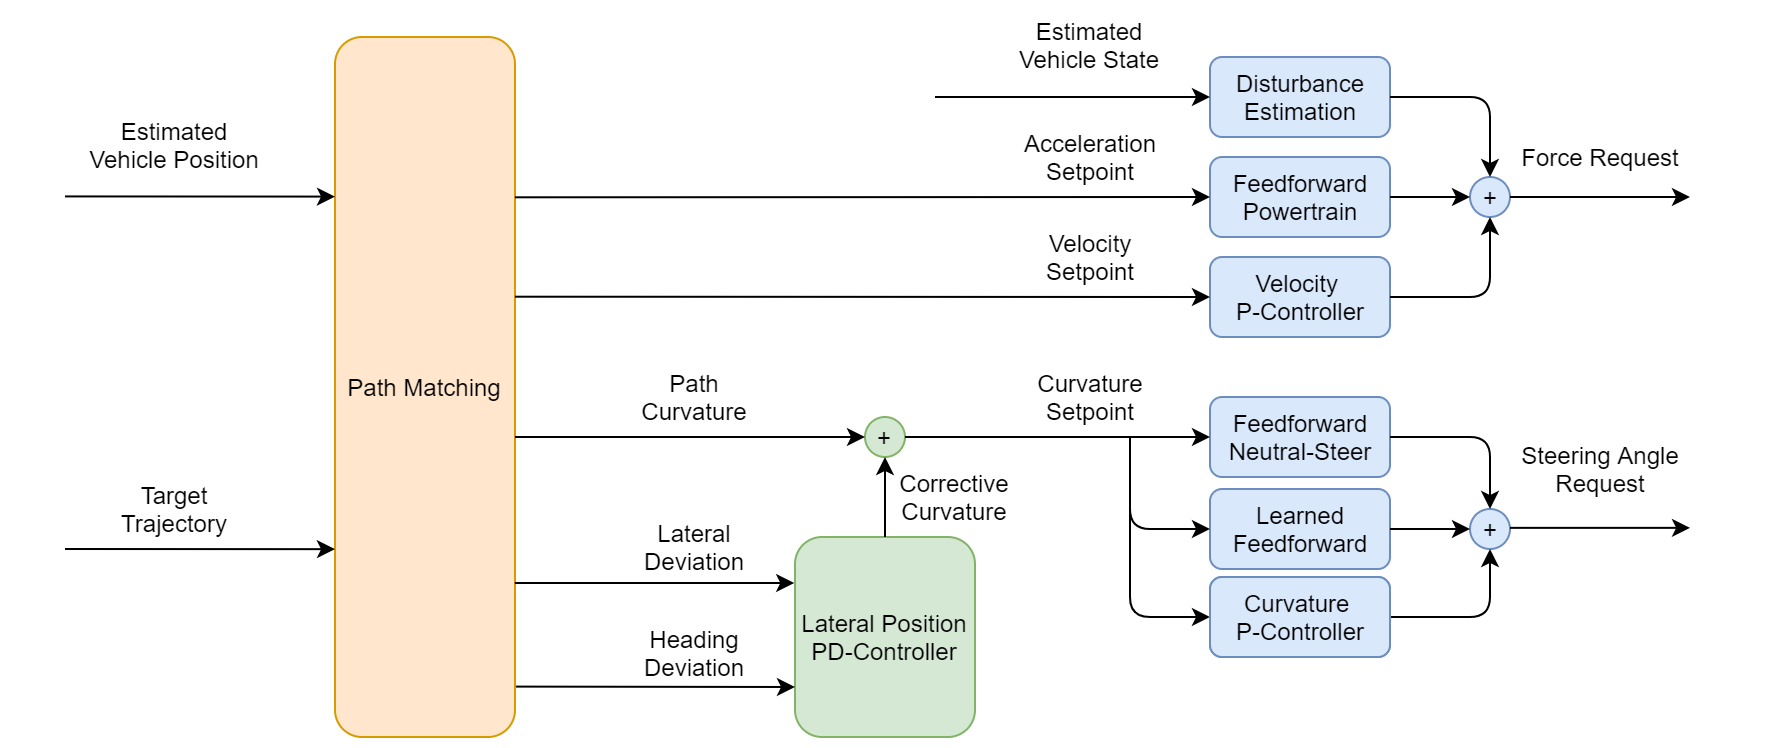 Estimated
Vehicle State
Disturbance
Estimation
Estimated
Vehicle Position
Acceleration
Setpoint
Feedforward
Powertrain
+
Force Request
Velocity
Setpoint
Velocity
P-Controller
Path Matching
Path
Curvature
+
Curvature
Setpoint
Feedforward
Neutral-Steer
Steering Angle
Request
Corrective
Curvature
Target
Trajectory
Learned
Feedforward
+
Lateral
Deviation
Curvature
P-Controller
Lateral Position
PD-Controller
Heading
Deviation